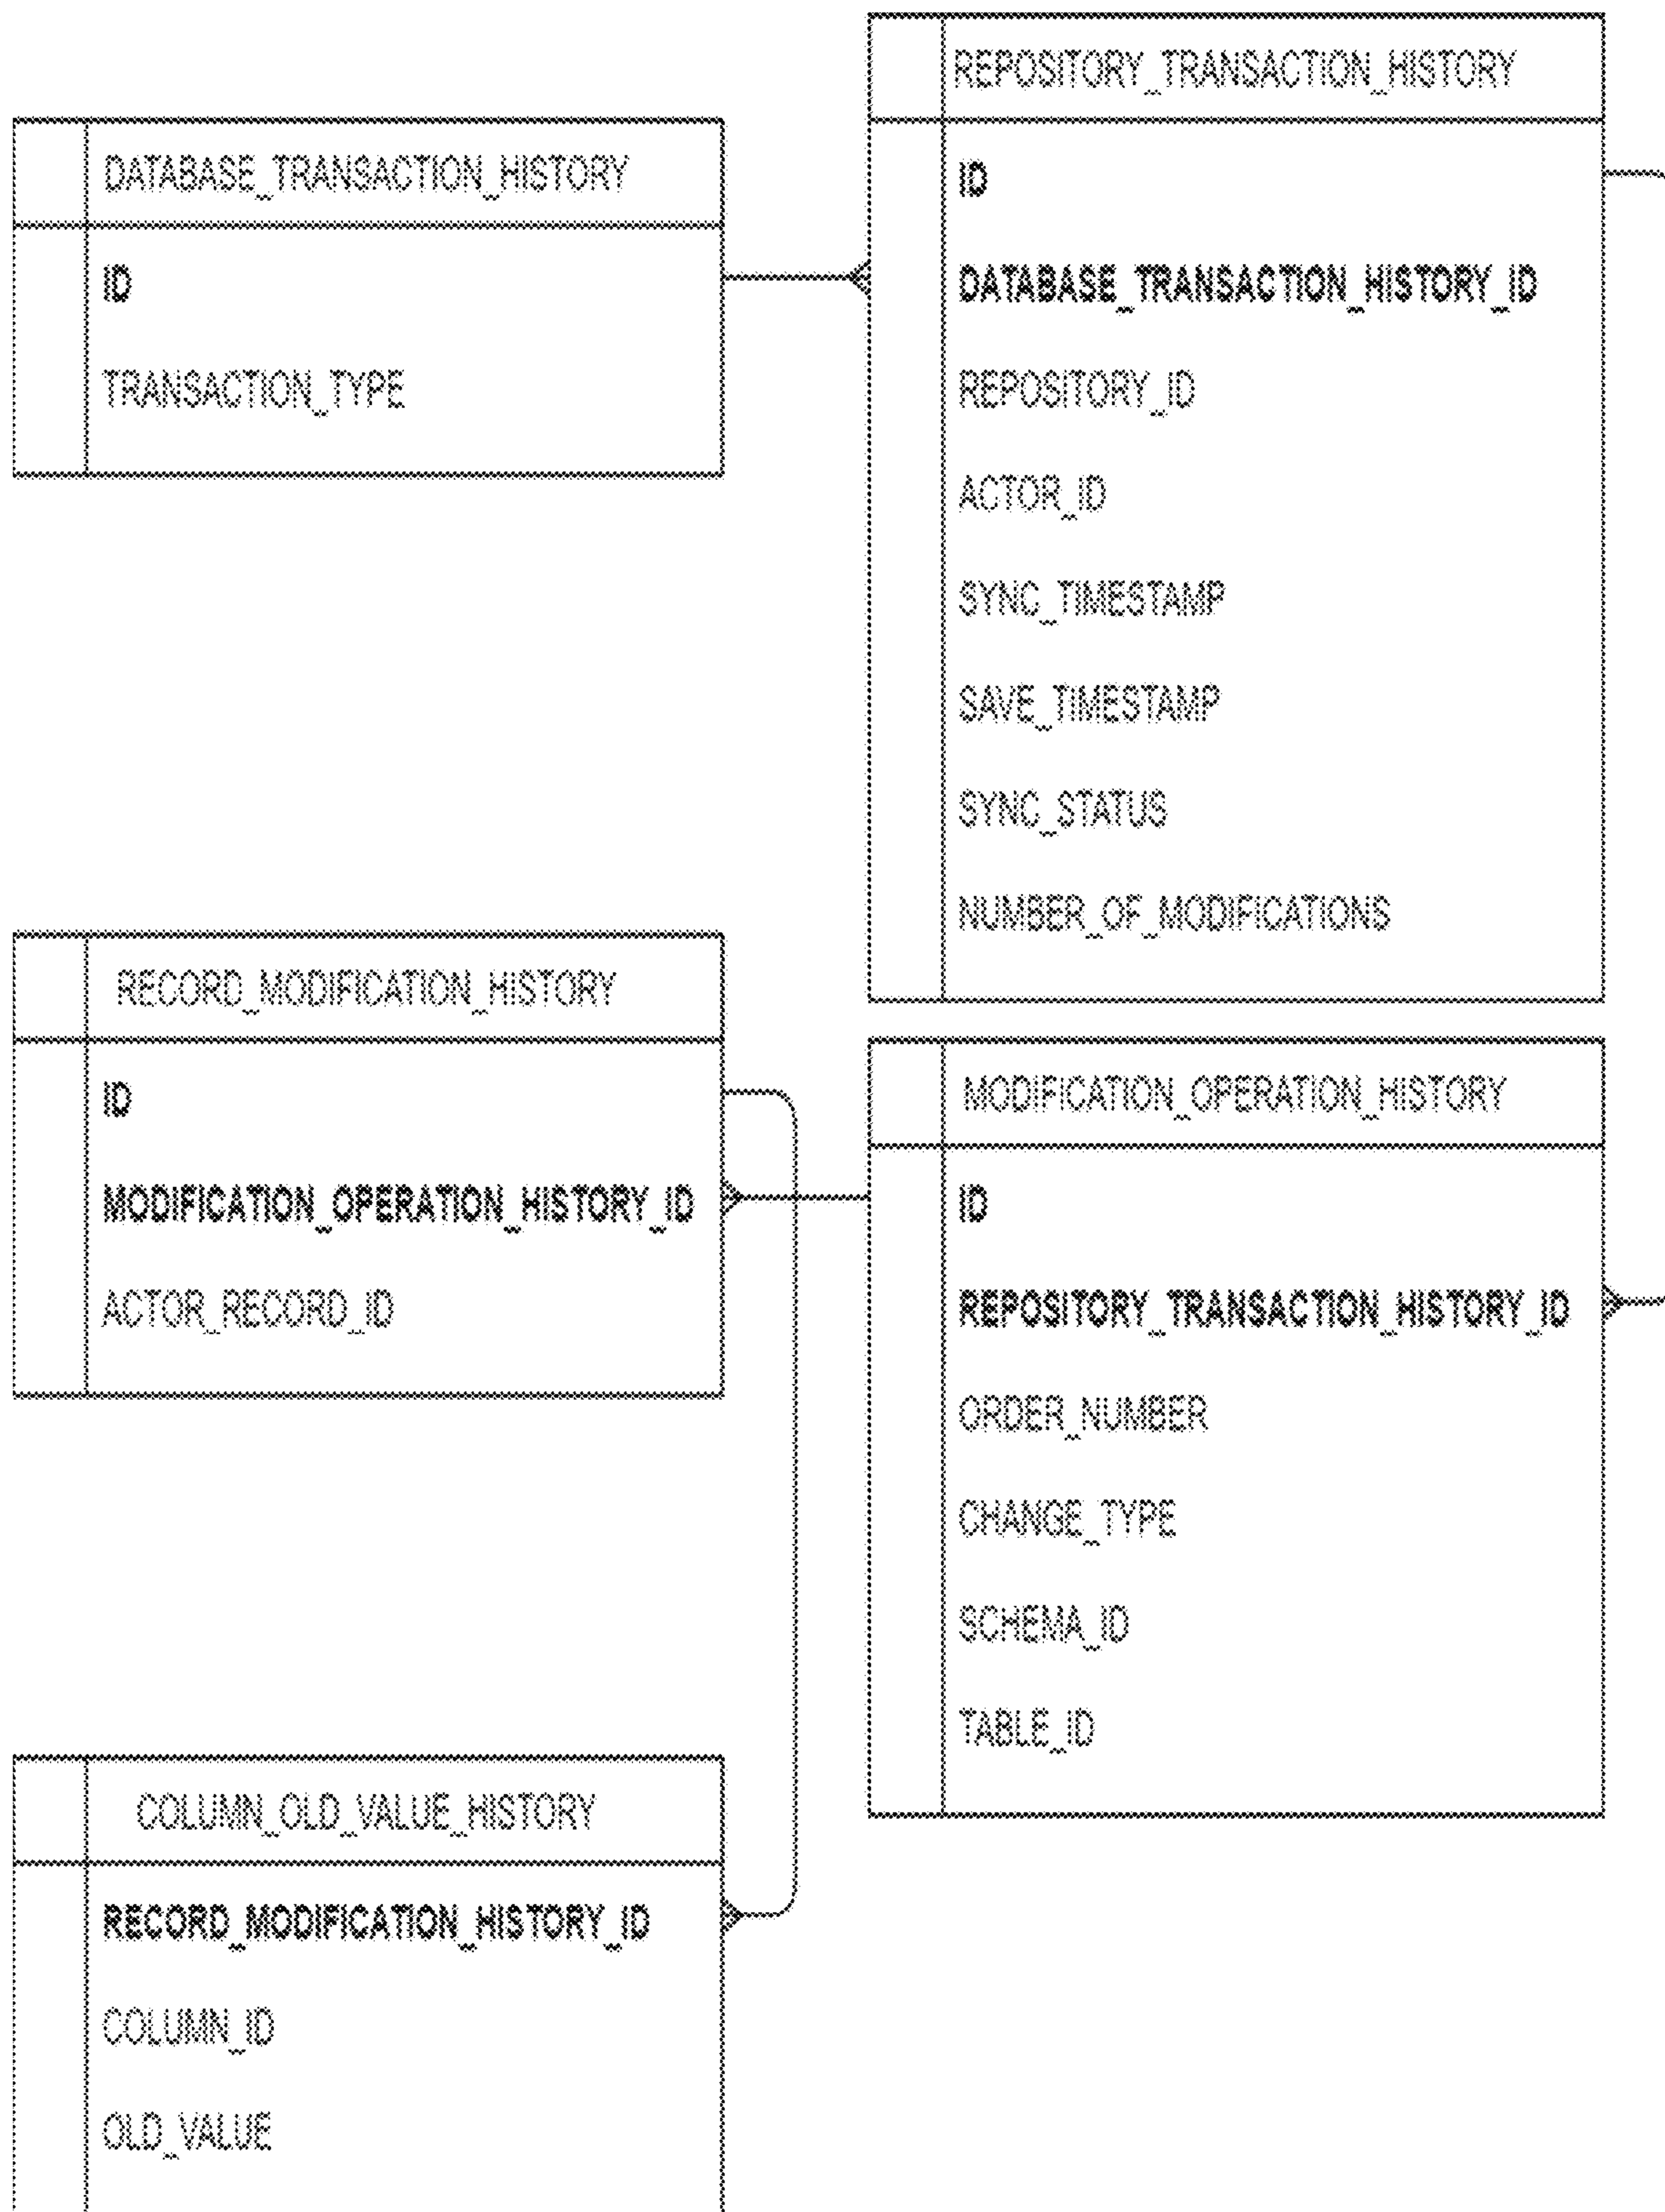 DATABASE_TRANSACTION_HISTORY
ID
TRANSACTION_TYPE
REPOSITORY_TRANSACTION_HISTORY
ID
DATABASE_TRANSACTION_HISTORY_ID
REPOSITORY_ID
ACTOR_ID
SYNC_TIMESTAMP
SAVE_TIMESTAMP
SYNC_STATUS
NUMBER_OF_MODIFICATIONS
RECORD_MODIFICATION_HISTORY
ID
MODIFICATION_OPERATION_HISTORY_ID
ACTOR_RECORD_ID
MODIFICATION_OPERATION_HISTORY
ID
REPOSITORY_TRANSACTION_HISTORY_ID
ORDER_NUMBER
CHANGE_TYPE
SCHEMA_ID
TABLE_ID
COLUMN_OLD_VALUE_HISTORY
RECORD_MODIFICATION_HISTORY_ID
COLUMN_ID
OLD_VALUE